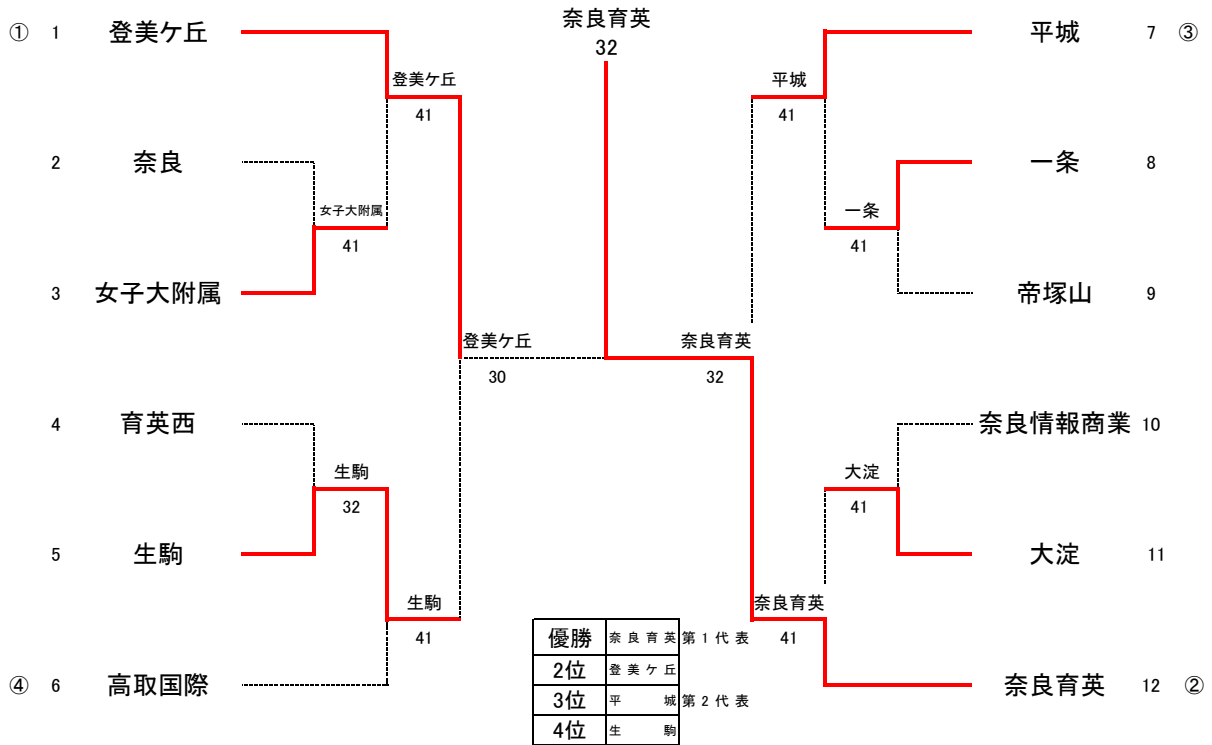 奈良育英
32
① 1 登美ケ丘
平城 7 ③
登美ケ丘
41
平城
41
2 奈良
一条 8
女子大附属
41
一条
41
3 女子大附属
帝塚山 9
登美ケ丘
30
奈良育英
32
4 育英西
奈良情報商業 10
生駒
32
大淀
41
5 生駒
大淀 11
生駒
41
奈良育英
41
④ 6 高取国際
奈良育英 12 ②
優勝 奈良育英 第1代表
2位 登美ケ丘
3位 平城 第2代表
4位 生駒